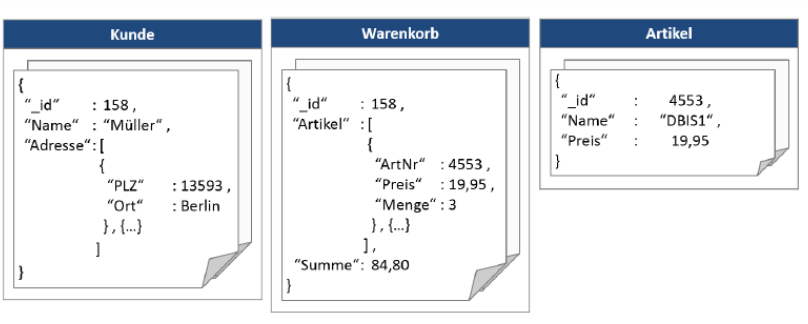 Kunde
{
“_id“ : 158 ,
“Name“ : “Müller“ ,
“Adresse“ : [
{
“PLZ“ : 13593 ,
“Ort“ : Berlin
} , {…}
]
}
Warenkorb
{
“_id“ : 158 ,
“Artikel“ : [
{
“ArtNr“ : 4553 ,
“Preis“ : 19,95 ,
“Menge“ : 3
} , {…}
] ,
“Summe“ : 84,80
}
Artikel
{
“_id“ : 4553 ,
“Name“ : “DBIS1“ ,
“Preis“ : 19,95
}